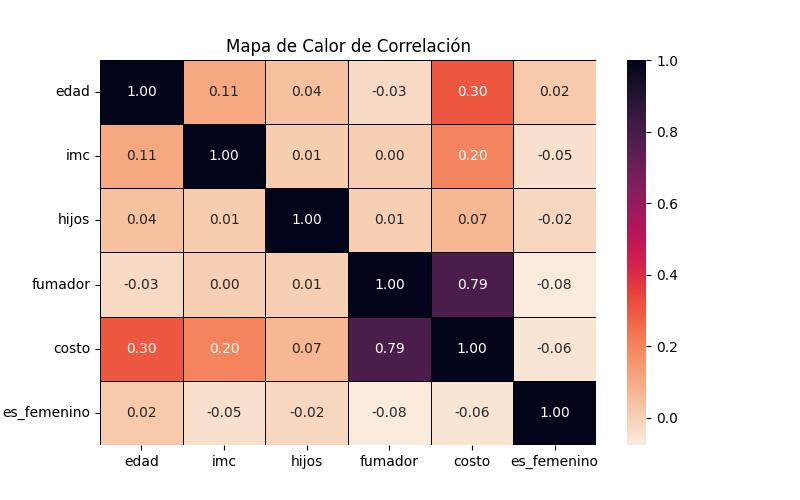 Mapa de Calor de Correlación
edad 1.00 0.11 0.04 -0.03 0.30 0.02
imc 0.11 1.00 0.01 0.00 0.20 -0.05
hijos 0.04 0.01 1.00 0.01 0.07 -0.02
fumador -0.03 0.00 0.01 1.00 0.79 -0.08
costo 0.30 0.20 0.07 0.79 1.00 -0.06
es_femenino 0.02 -0.05 -0.02 -0.08 -0.06 1.00
edad imc hijos fumador costo es_femenino
1.0
0.8
0.6
0.4
0.2
0.0